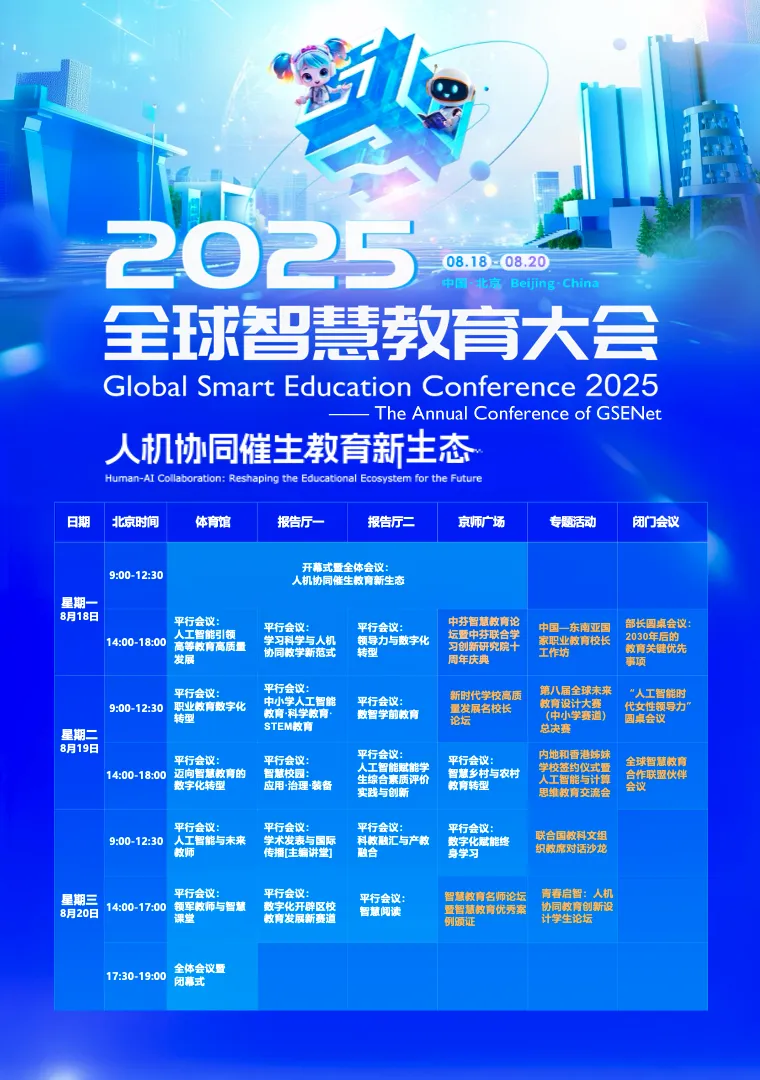 2025
08.18 - 08.20
中国·北京 Beijing·China
全球智慧教育大会
Global Smart Education Conference 2025
—— The Annual Conference of GSENet
人机协同催生教育新生态
Human-AI Collaboration: Reshaping the Educational Ecosystem for the Future
日期 北京时间 体育馆 报告厅一 报告厅二 京师广场 专题活动 闭门会议
星期一
8月18日
9:00-12:30
开幕式暨全体会议：
人机协同催生教育新生态
14:00-18:00
平行会议：
人工智能引领
高等教育高质量
发展
平行会议：
学习科学与人机
协同教学新范式
平行会议：
领导力与数字化
转型
中芬智慧教育论
坛暨中芬联合学
习创新研究院十
周年庆典
中国—东南亚国
家职业教育校长
工作坊
部长圆桌会议：
2030年后的
教育关键优先
事项
星期二
8月19日
9:00-12:30
平行会议：
职业教育数字化
转型
平行会议：
中小学人工智能
教育·科学教育·
STEM教育
平行会议：
数智学前教育
新时代学校高质
量发展名校长
论坛
第八届全球未来
教育设计大赛
（中小学赛道）
总决赛
“人工智能时
代女性领导力”
圆桌会议
14:00-18:00
平行会议：
迈向智慧教育的
数字化转型
平行会议：
智慧校园：
应用·治理·装备
平行会议：
人工智能赋能学
生综合素质评价
实践与创新
平行会议：
智慧乡村与农村
教育转型
内地和香港姊妹
学校签约仪式暨
人工智能与计算
思维教育交流会
全球智慧教育
合作联盟伙伴
会议
星期三
8月20日
9:00-12:30
平行会议：
人工智能与未来
教师
平行会议：
学术发表与国际
传播[主编讲堂]
平行会议：
科教融汇与产教
融合
平行会议：
数字化赋能终
身学习
联合国教科文组
织教席对话沙龙
14:00-17:00
平行会议：
领军教师与智慧
课堂
平行会议：
数字化开辟区校
教育发展新赛道
平行会议：
智慧阅读
智慧教育名师论坛
暨智慧教育优秀案
例颁证
青春启智：人机
协同教育创新设
计学生论坛
17:30-19:00
全体会议暨
闭幕式